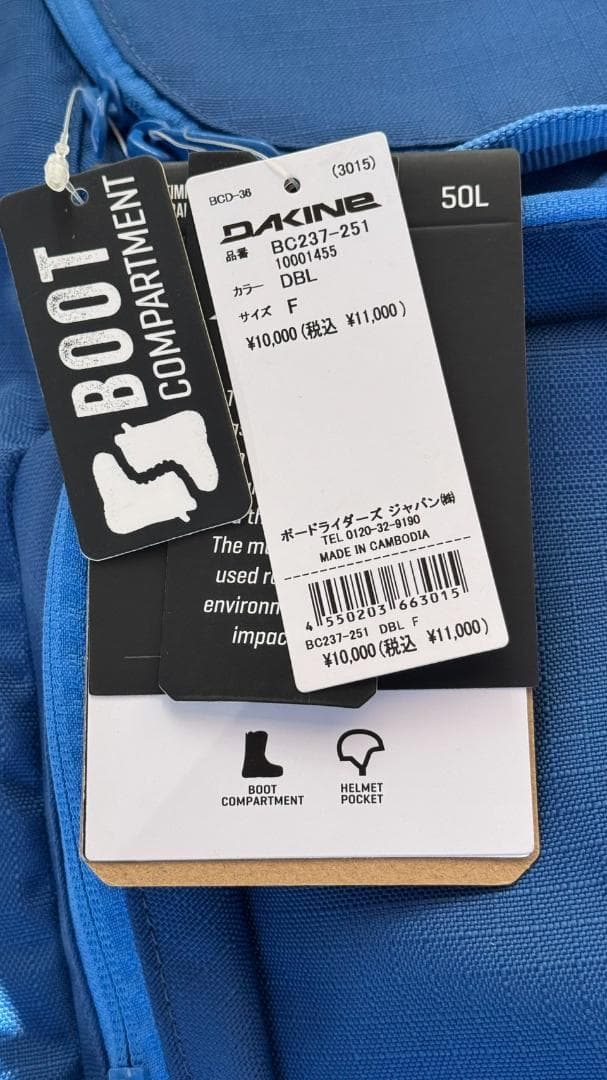 BOOT
COMPARTMENT
50L
BCD-36
(3015)
DAKINE
品番 BC237-251
10001455
カラー DBL
サイズ F
¥10,000(税込 ¥11,000)
ボードライダーズ ジャパン㈱
TEL 0120-32-9190
MADE IN CAMBODIA
4 550203 663015
BC237-251 DBL F
¥10,000(税込 ¥11,000)
The
used
environ
impac
BOOT
COMPARTMENT
HELMET
POCKET